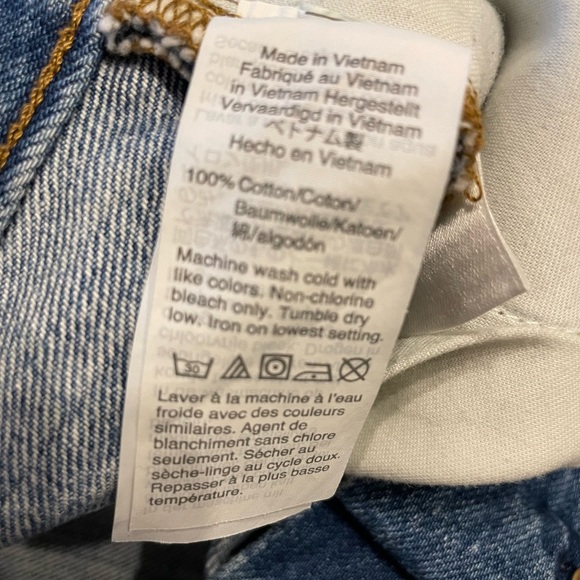 Made in Vietnam
Fabriqué au Vietnam
in Vietnam Hergestellt
Vervaardigd in Viëtnam
ベトナム製
Hecho en Vietnam
100% Cotton/Coton/
Baumwolle/Katoen/
綿/algodón
Machine wash cold with
like colors. Non-chlorine
bleach only. Tumble dry
low. Iron on lowest setting.
30
Laver à la machine à l'eau
froide avec des couleurs
similaires. Agent de
blanchiment sans chlore
seulement. Sécher au
sèche-linge au cycle doux.
Repasser à la plus basse
température.